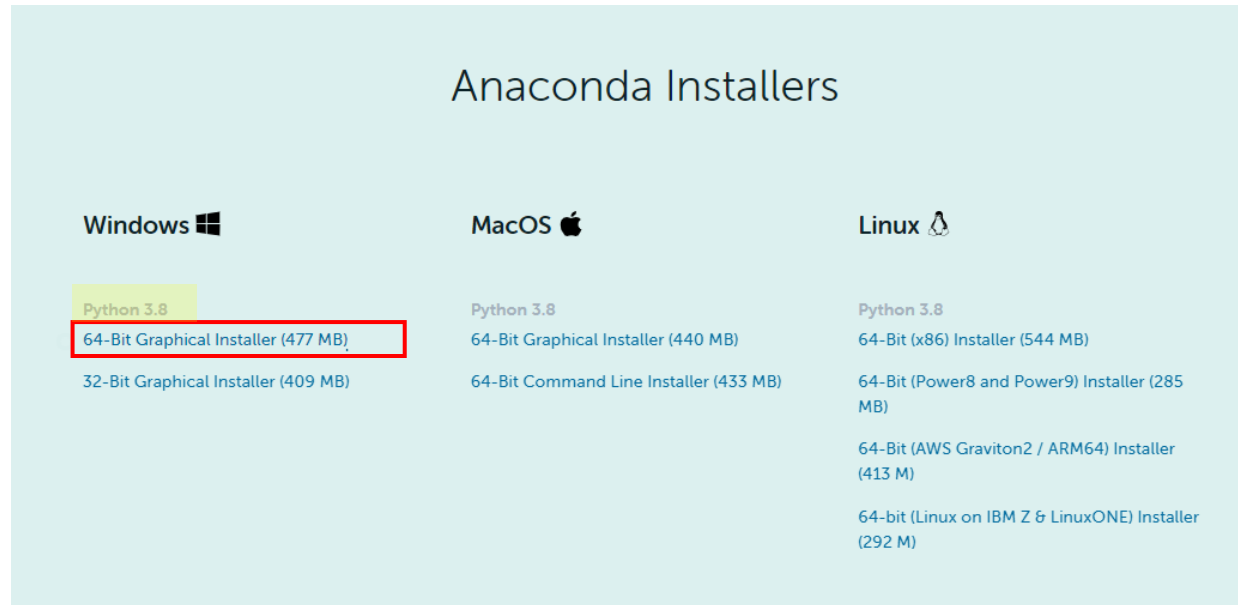 Anaconda Installers
Windows
Python 3.8
64-Bit Graphical Installer (477 MB)
32-Bit Graphical Installer (409 MB)
MacOS
Python 3.8
64-Bit Graphical Installer (440 MB)
64-Bit Command Line Installer (433 MB)
Linux
Python 3.8
64-Bit (x86) Installer (544 MB)
64-Bit (Power8 and Power9) Installer (285
MB)
64-Bit (AWS Graviton2 / ARM64) Installer
(413 M)
64-bit (Linux on IBM Z & LinuxONE) Installer
(292 M)